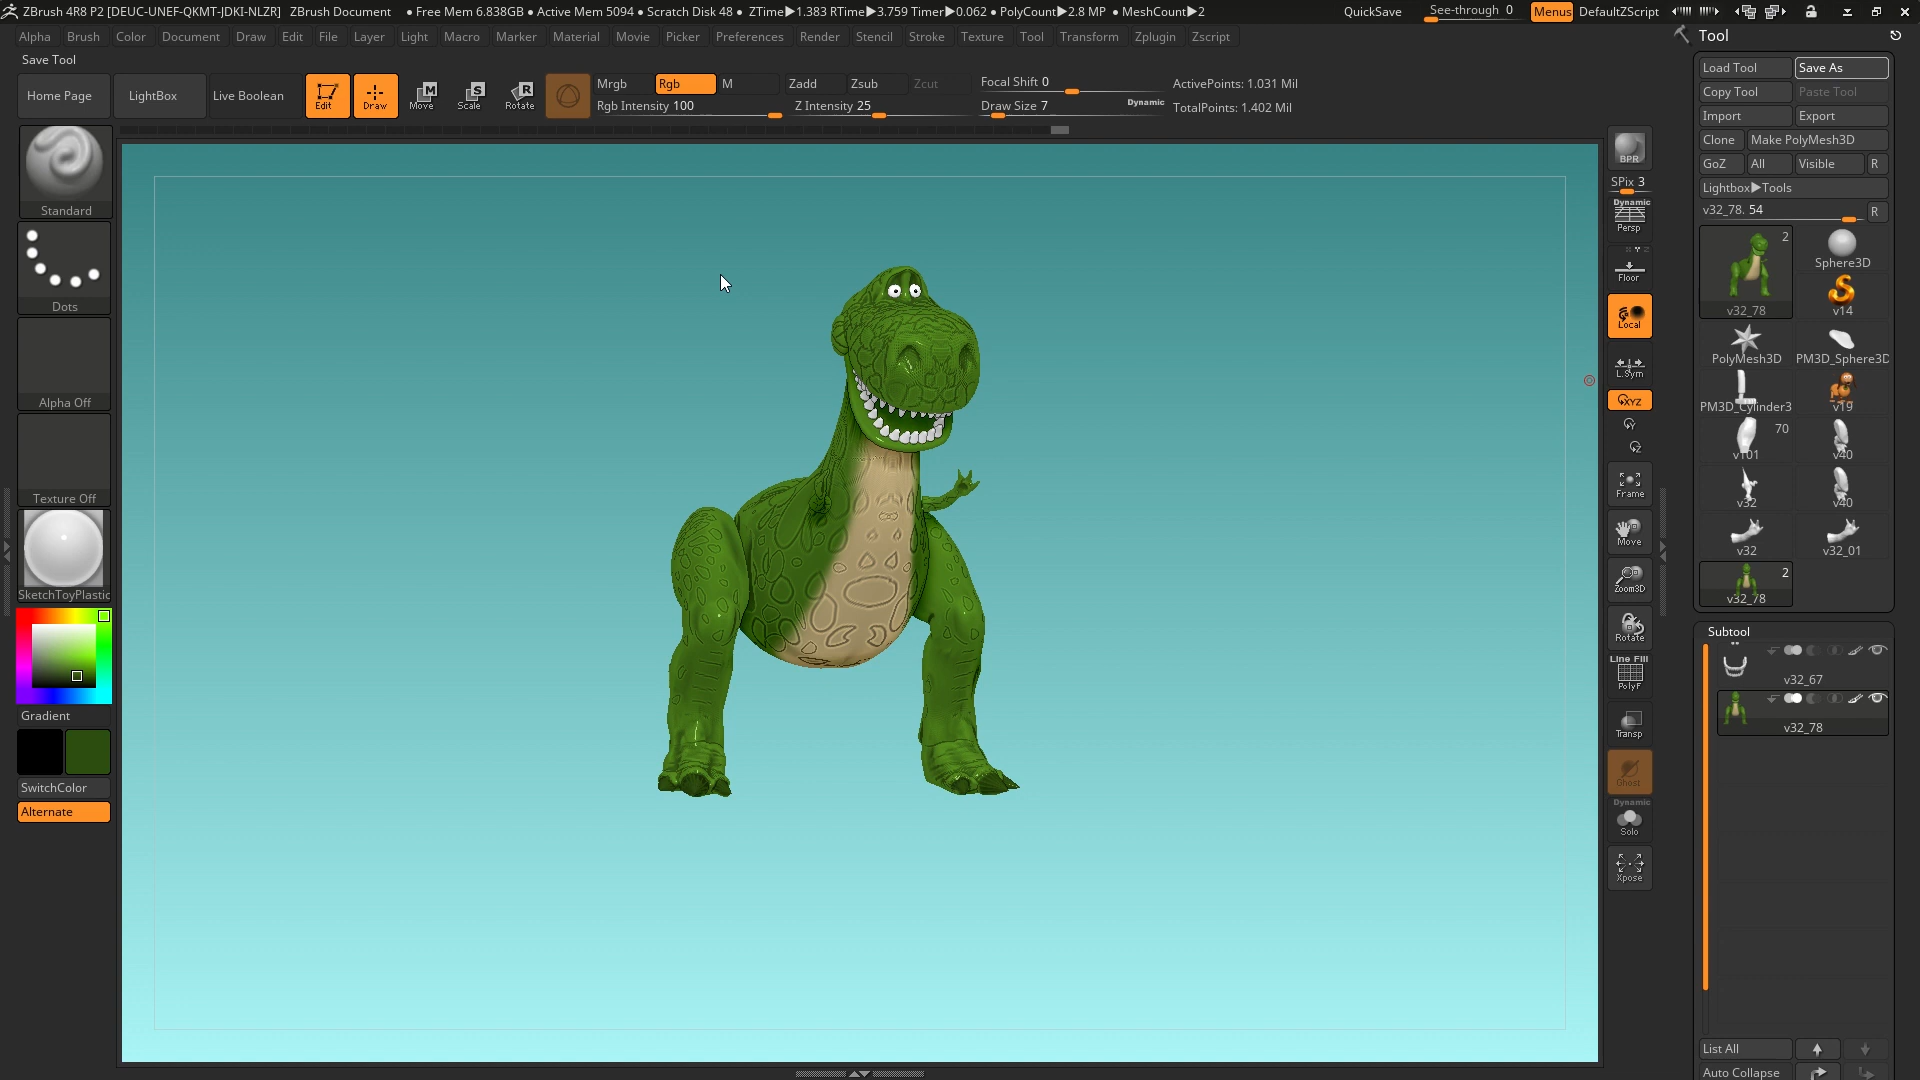 ZBrush 4R8 P2 [DEUC-UNEF-QKMT-JDKI-NLZR] ZBrush Document • Free Mem 6.838GB • Active Mem 5094 • Scratch Disk 48 • ZTime▶1.383 RTime▶3.759 Timer▶0.062 • PolyCount▶2.8 MP • MeshCount▶2 QuickSave See-through 0 Menus DefaultZScript
Alpha Brush Color Document Draw Edit File Layer Light Macro Marker Material Movie Picker Preferences Render Stencil Stroke Texture Tool Transform Zplugin Zscript
Save Tool
Home Page LightBox Live Boolean Edit Draw Move Scale Rotate
Mrgb Rgb M Zadd Zsub Zcut Focal Shift 0 ActivePoints: 1.031 Mil
Rgb Intensity 100 Z Intensity 25 Draw Size 7 Dynamic TotalPoints: 1.402 Mil
Standard
Dots
Alpha Off
Texture Off
SketchToyPlastic
Gradient
SwitchColor
Alternate
BPR
SPix 3
Dynamic
Persp
Floor
Local
L.Sym
XYZ
Y
Z
Frame
Move
Zoom3D
Rotate
Line Fill
PolyF
Transp
Ghost
Dynamic
Solo
Xpose
Tool
Load Tool Save As
Copy Tool Paste Tool
Import Export
Clone Make PolyMesh3D
GoZ All Visible R
Lightbox▶Tools
v32_78. 54 R
2
v32_78 Sphere3D
v14
PolyMesh3D PM3D_Sphere3D
PM3D_Cylinder3 v19
70
v101 v40
v32 v40
v32 v32_01
2
v32_78
Subtool
v32_67
v32_78
List All
Auto Collapse